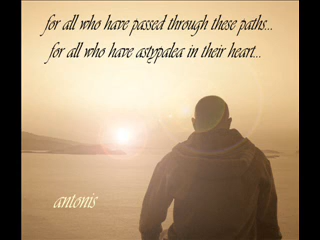 for all who have passed through these paths...
for all who have astypalea in their heart...
antonis